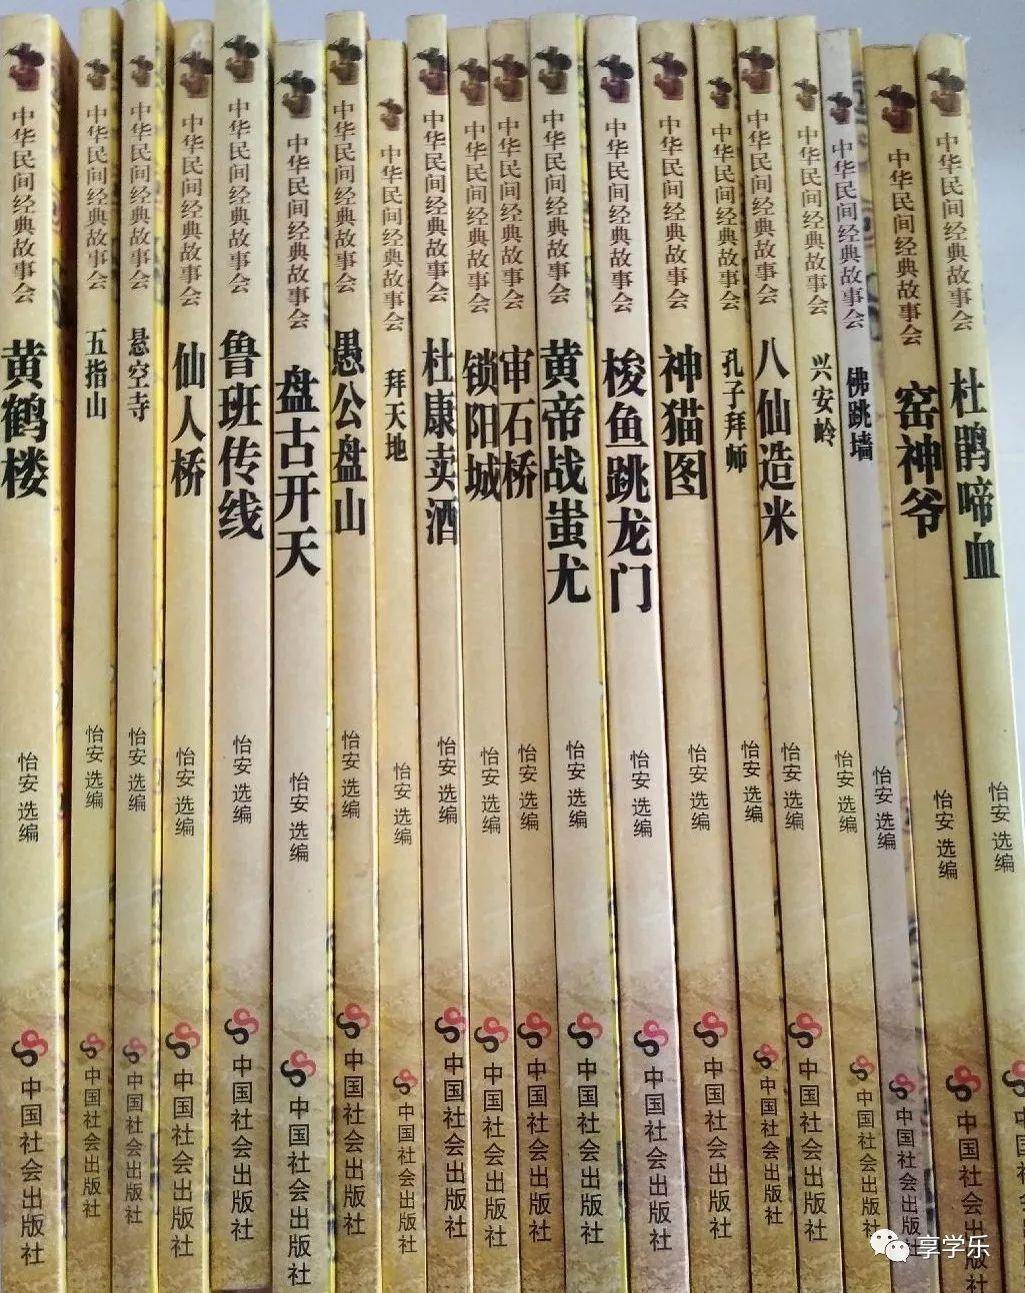 中华民间经典故事会
黄鹤楼
怡安 选编
中国社会出版社
中华民间经典故事会
五指山
怡安 选编
中国社会出版社
中华民间经典故事会
悬空寺
怡安 选编
中国社会出版社
中华民间经典故事会
仙人桥
怡安 选编
中国社会出版社
中华民间经典故事会
鲁班传线
怡安 选编
中国社会出版社
中华民间经典故事会
盘古开天
怡安 选编
中国社会出版社
中华民间经典故事会
愚公盘山
怡安 选编
中国社会出版社
中华民间经典故事会
拜天地
怡安 选编
中国社会出版社
中华民间经典故事会
杜康卖酒
怡安 选编
中国社会出版社
中华民间经典故事会
锁阳城
怡安 选编
中国社会出版社
中华民间经典故事会
审石桥
怡安 选编
中国社会出版社
中华民间经典故事会
黄帝战蚩尤
怡安 选编
中国社会出版社
中华民间经典故事会
梭鱼跳龙门
怡安 选编
中国社会出版社
中华民间经典故事会
神猫图
怡安 选编
中国社会出版社
中华民间经典故事会
孔子拜师
怡安 选编
中国社会出版社
中华民间经典故事会
八仙造米
怡安 选编
中国社会出版社
中华民间经典故事会
兴安岭
怡安 选编
中国社会出版社
中华民间经典故事会
佛跳墙
怡安 选编
中国社会出版社
中华民间经典故事会
窑神爷
怡安 选编
中国社会出版社
中华民间经典故事会
杜鹃啼血
怡安 选编
中国社会
享学乐